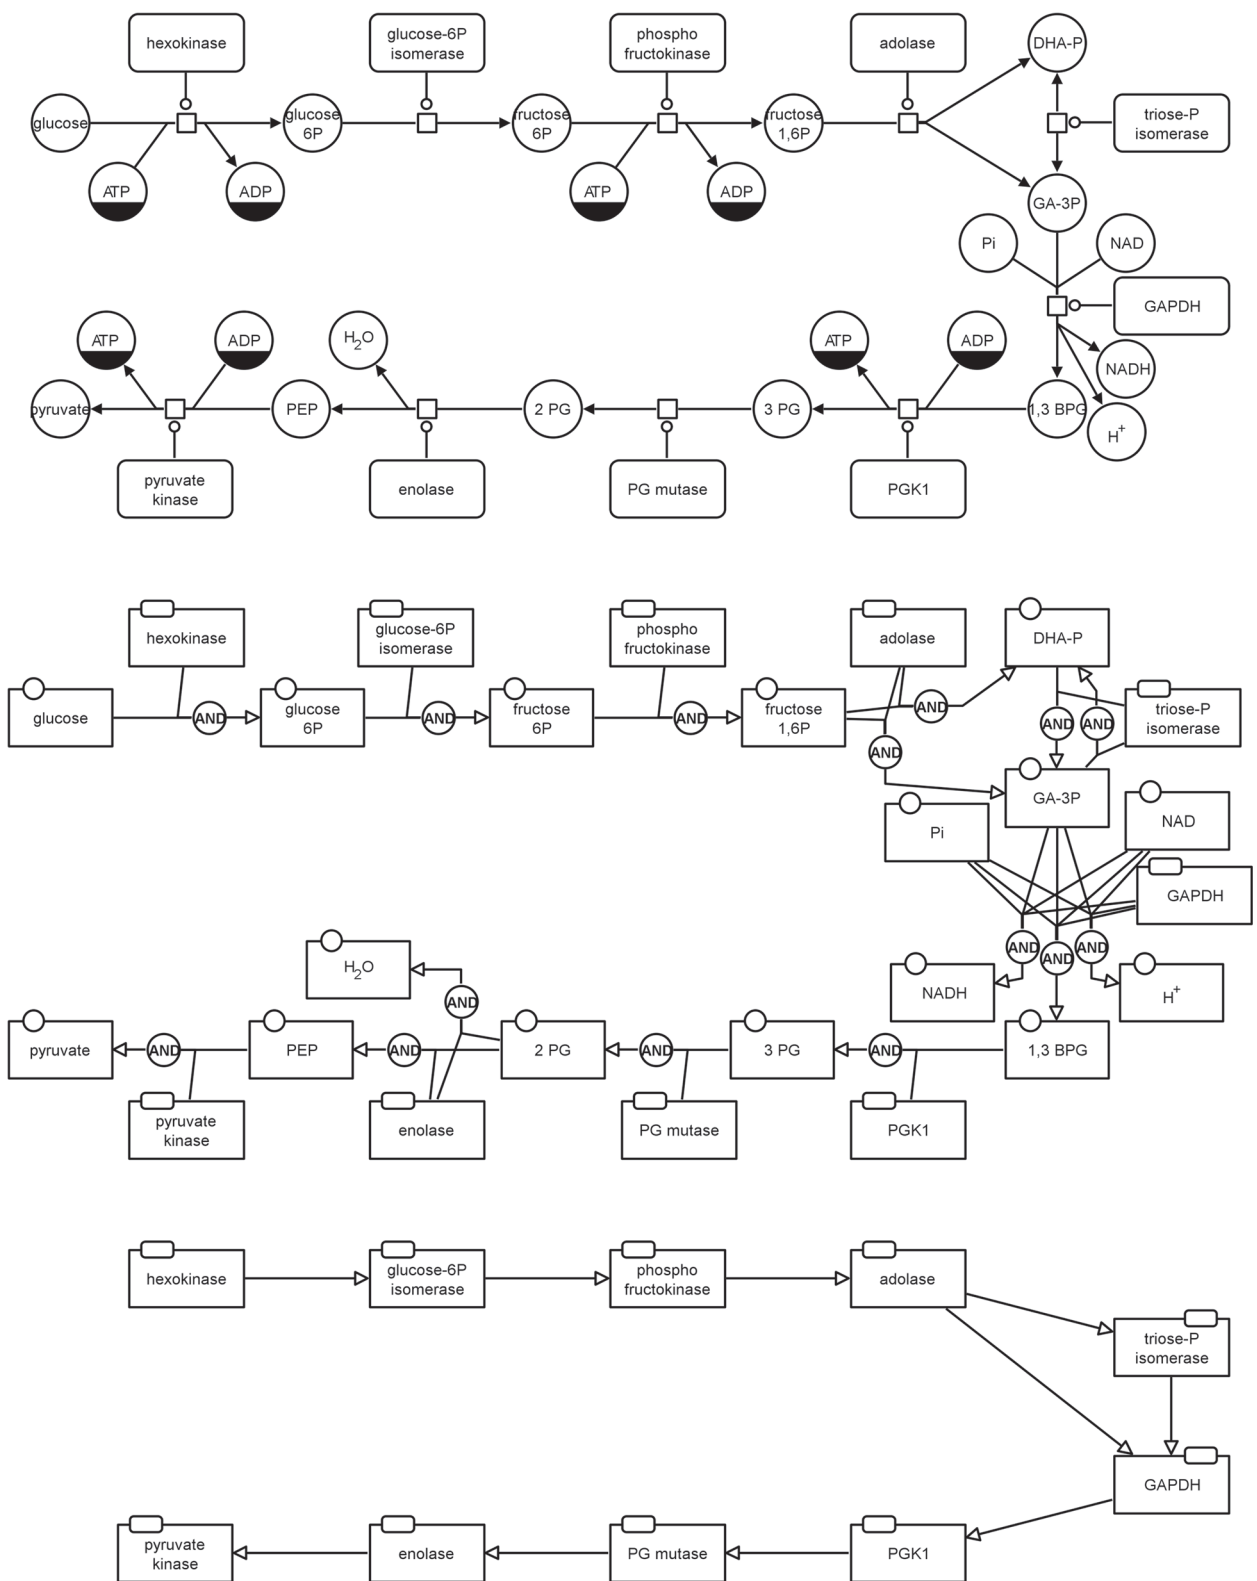 hexokinase
glucose-6P
isomerase
phospho
fructokinase
adolase
DHA-P
glucose
glucose
6P
fructose
6P
fructose
1,6P
triose-P
isomerase
ATP
ADP
ATP
ADP
GA-3P
Pi
NAD
GAPDH
ATP
ADP
H2O
ATP
ADP
NADH
pyruvate
PEP
2 PG
3 PG
1,3 BPG
H+
pyruvate
kinase
enolase
PG mutase
PGK1
hexokinase
glucose-6P
isomerase
phospho
fructokinase
adolase
DHA-P
glucose
AND
glucose
6P
AND
fructose
6P
AND
fructose
1,6P
AND
AND
AND
triose-P
isomerase
AND
GA-3P
Pi
NAD
GAPDH
AND
AND
AND
H2O
AND
NADH
H+
pyruvate
AND
PEP
AND
2 PG
AND
3 PG
AND
1,3 BPG
pyruvate
kinase
enolase
PG mutase
PGK1
hexokinase
glucose-6P
isomerase
phospho
fructokinase
adolase
triose-P
isomerase
GAPDH
pyruvate
kinase
enolase
PG mutase
PGK1